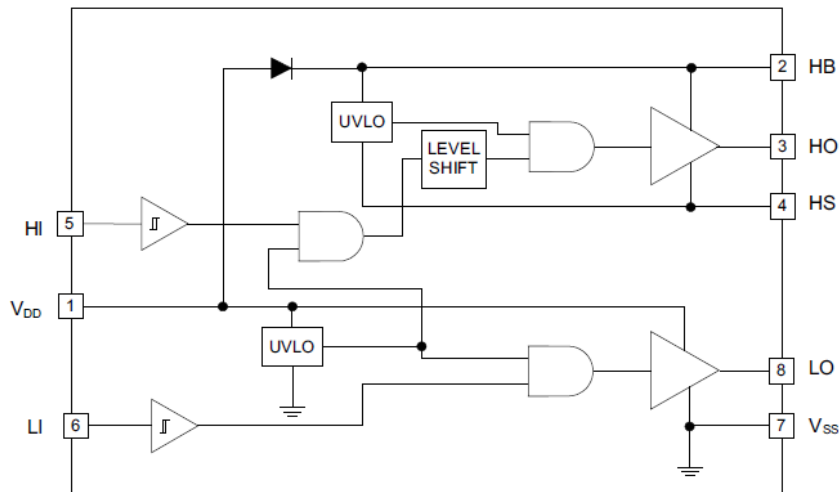 2 HB
UVLO
LEVEL
SHIFT
3 HO
HI 5
4 HS
VDD 1
UVLO
8 LO
LI 6
7 VSS